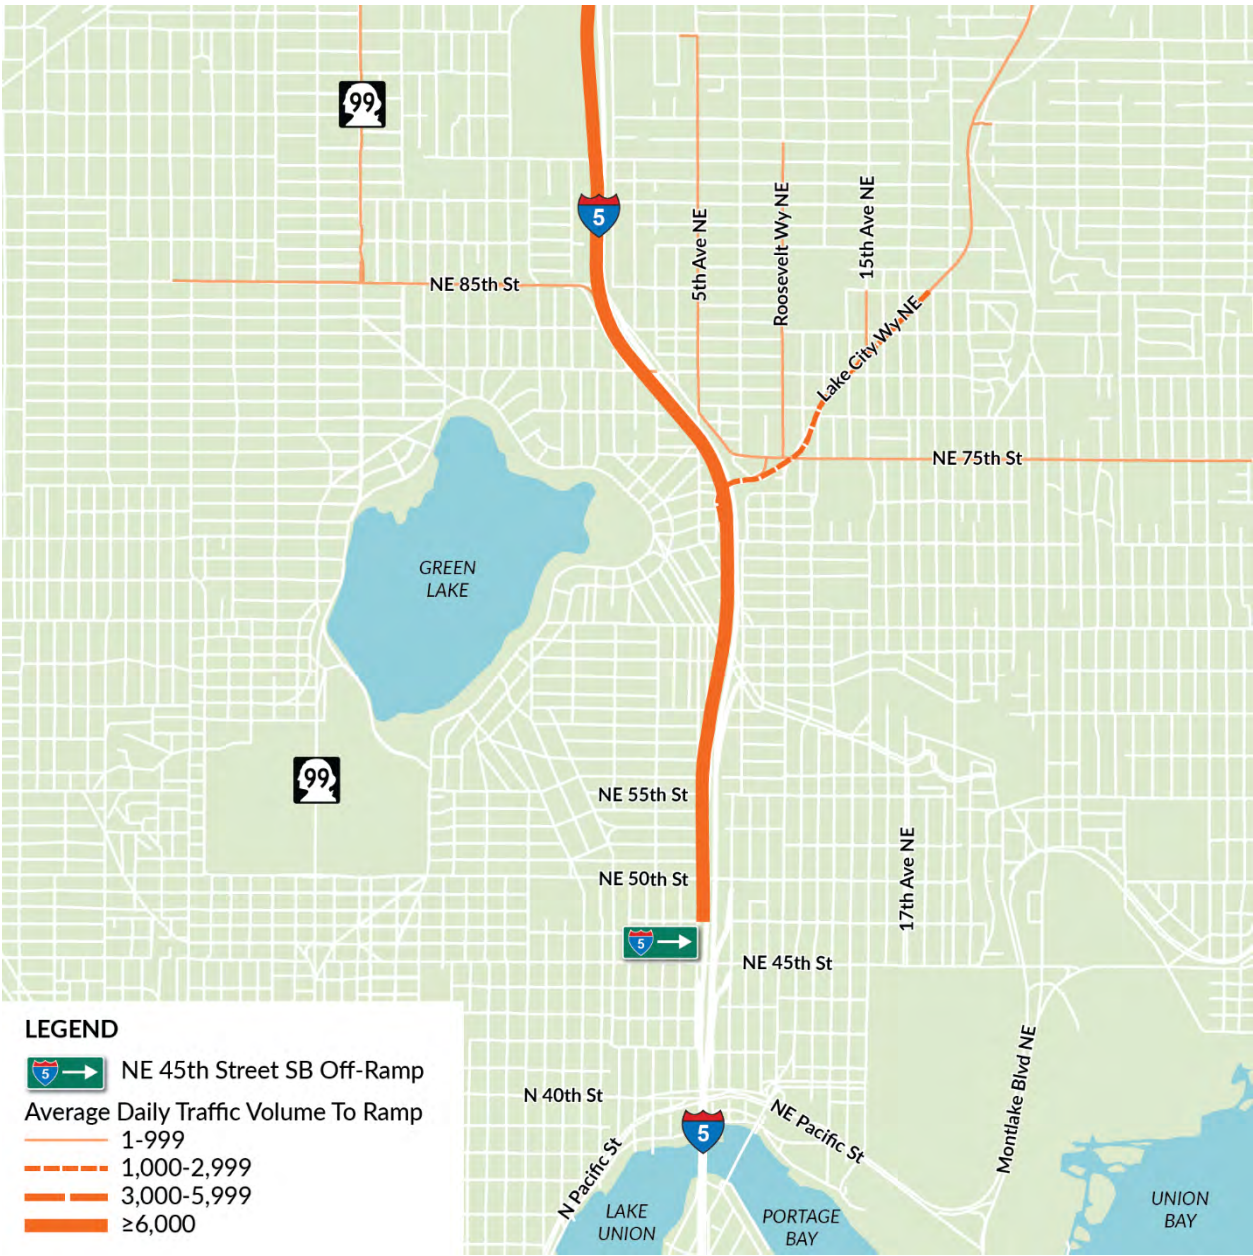 99
5
5th Ave NE
Roosevelt Wy NE
15th Ave NE
NE 85th St
Lake City Wy NE
NE 75th St
GREEN
LAKE
99
NE 55th St
NE 50th St
17th Ave NE
5
NE 45th St
LEGEND
5
NE 45th Street SB Off-Ramp
Average Daily Traffic Volume To Ramp
1-999
1,000-2,999
3,000-5,999
≥6,000
N 40th St
NE Pacific St
Montlake Blvd NE
5
N Pacific St
LAKE
UNION
PORTAGE
BAY
UNION
BAY